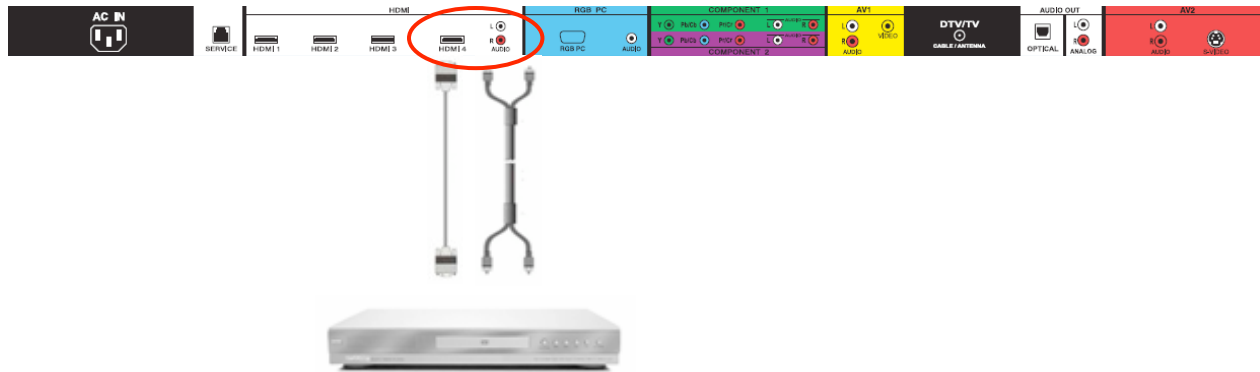 AC IN
SERVICE
HDMI
HDMI 1
HDMI 2
HDMI 3
HDMI 4
L
R
AUDIO
RGB PC
RGB PC
AUDIO
COMPONENT 1
Y Pb/Cb Pr/Cr L AUDIO R
Y Pb/Cb Pr/Cr L AUDIO R
COMPONENT 2
AV1
L
R
AUDIO
VIDEO
DTV/TV
CABLE / ANTENNA
AUDIO OUT
OPTICAL
L
R
ANALOG
AV2
L
R
AUDIO
S-VIDEO